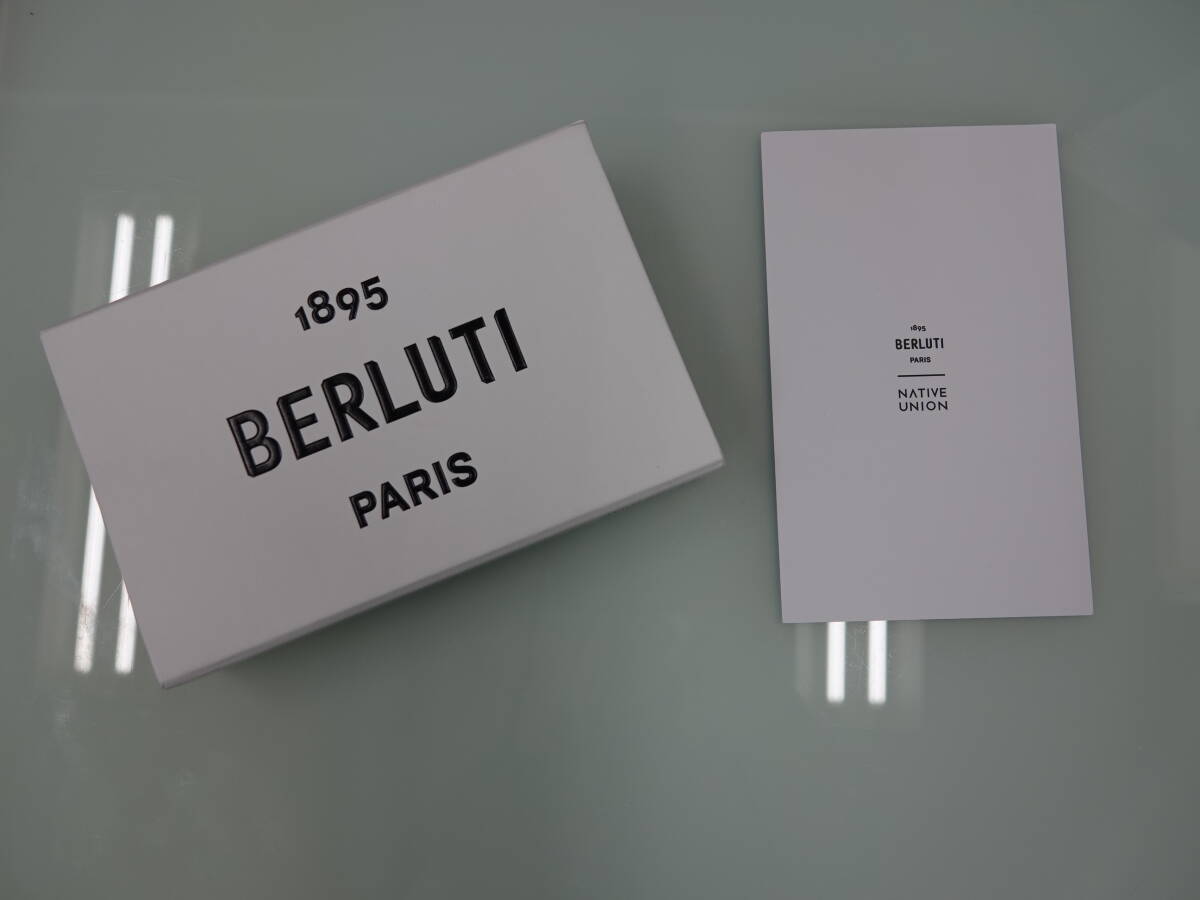 1895
BERLUTI
PARIS
1895
BERLUTI
PARIS
NATIVE
UNION